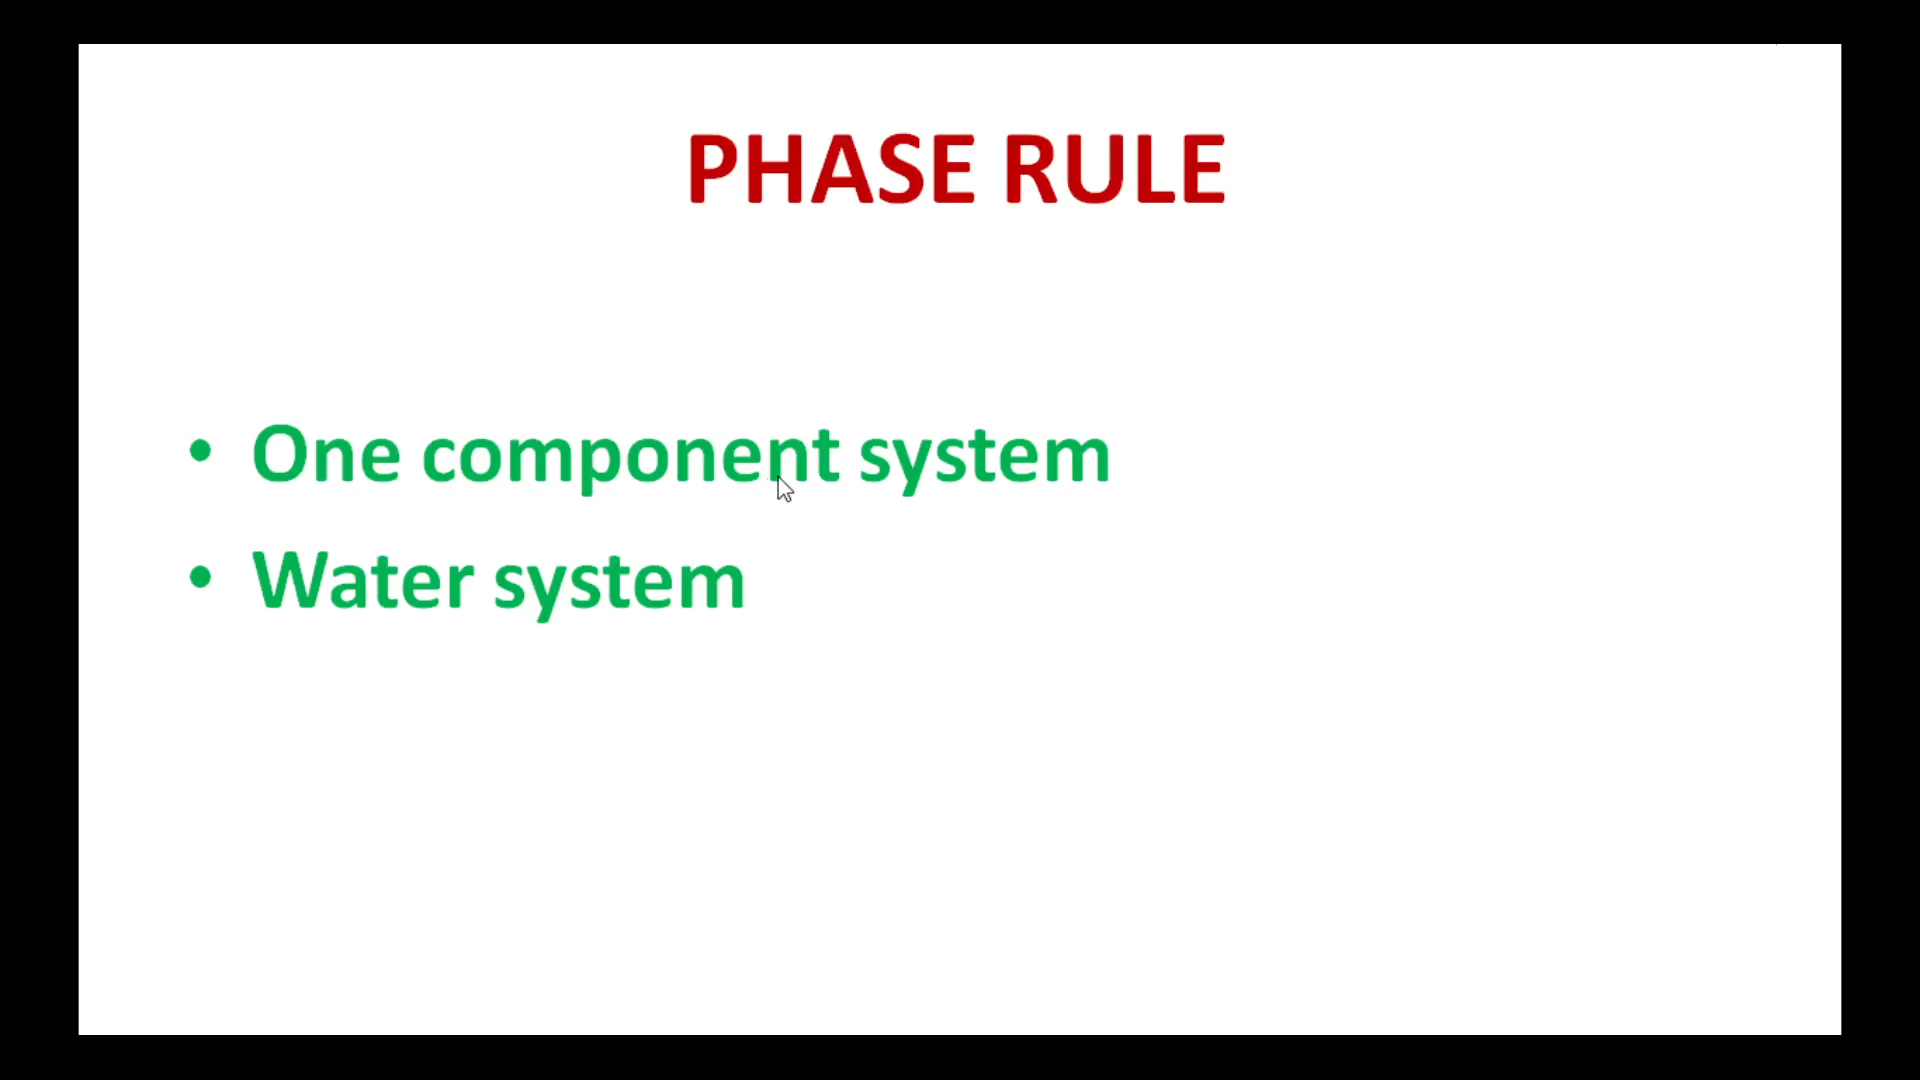 PHASE RULE
• One component system
• Water system